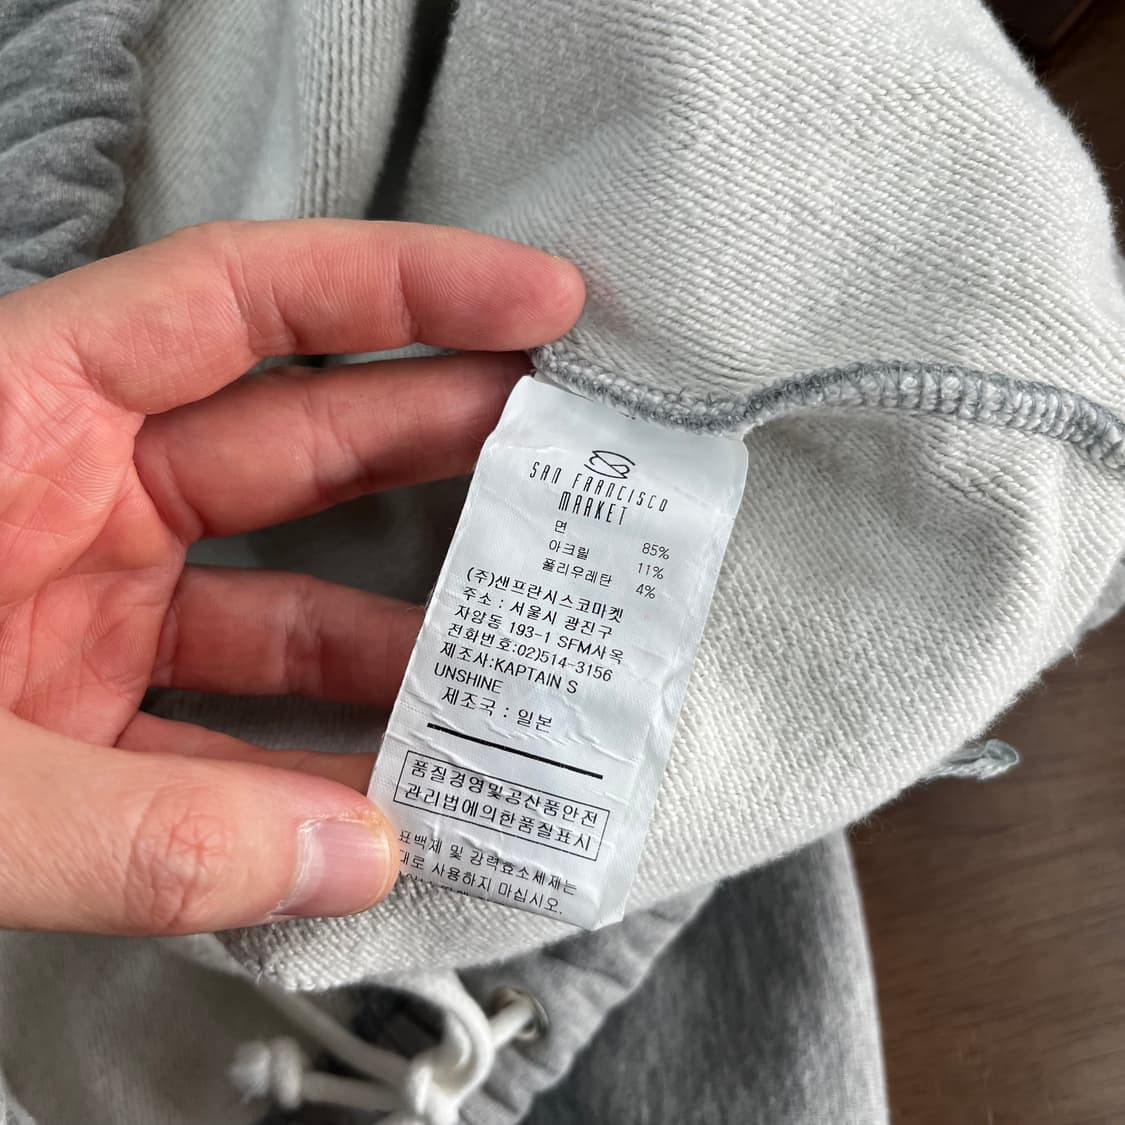 SAN FRANCISCO
MARKET
면 85%
아크릴 11%
폴리우레탄 4%
(주)샌프란시스코마켓
주소 : 서울시 광진구
자양동 193-1 SFM사옥
전화번호:02)514-3156
제조사:KAPTAIN S
UNSHINE
제조국 : 일본
품질경영및공산품안전
관리법에의한품질표시
표백제 및 강력효소세제는
대로 사용하지 마십시오.